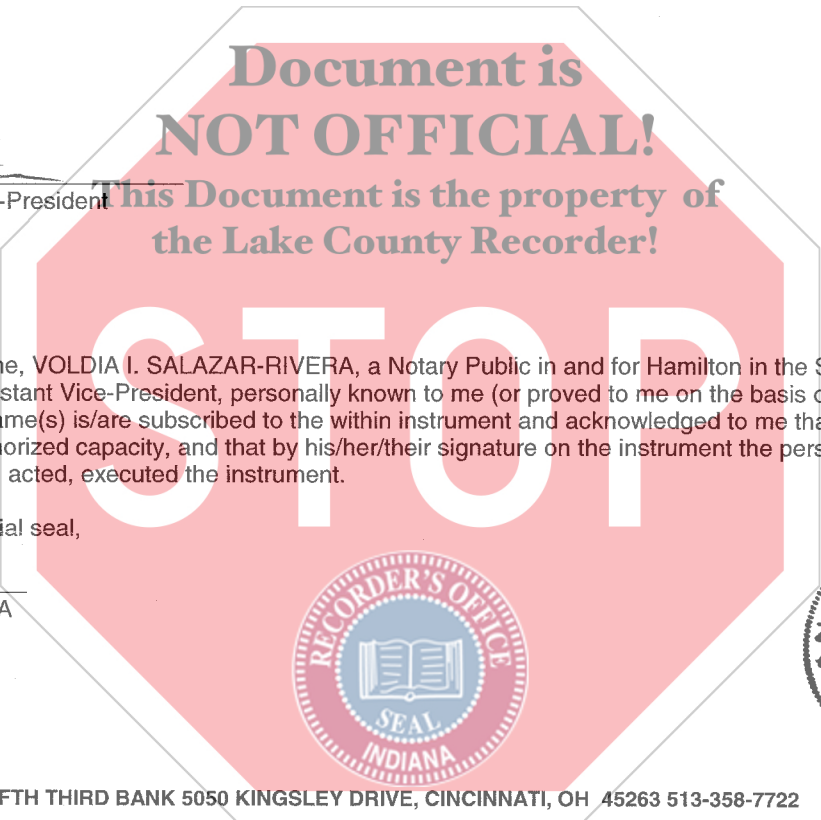 Document is
NOT OFFICIAL!
This Document is the property of
the Lake County Recorder!
-President
STOP
ne, VOLDIA I. SALAZAR-RIVERA, a Notary Public in and for Hamilton in the S
stant Vice-President, personally known to me (or proved to me on the basis o
ame(s) is/are subscribed to the within instrument and acknowledged to me tha
horized capacity, and that by his/her/their signature on the instrument the pers
acted, executed the instrument.
ial seal,
A
RECORDER'S OFFICE
SEAL
INDIANA
FTH THIRD BANK 5050 KINGSLEY DRIVE, CINCINNATI, OH 45263 513-358-7722